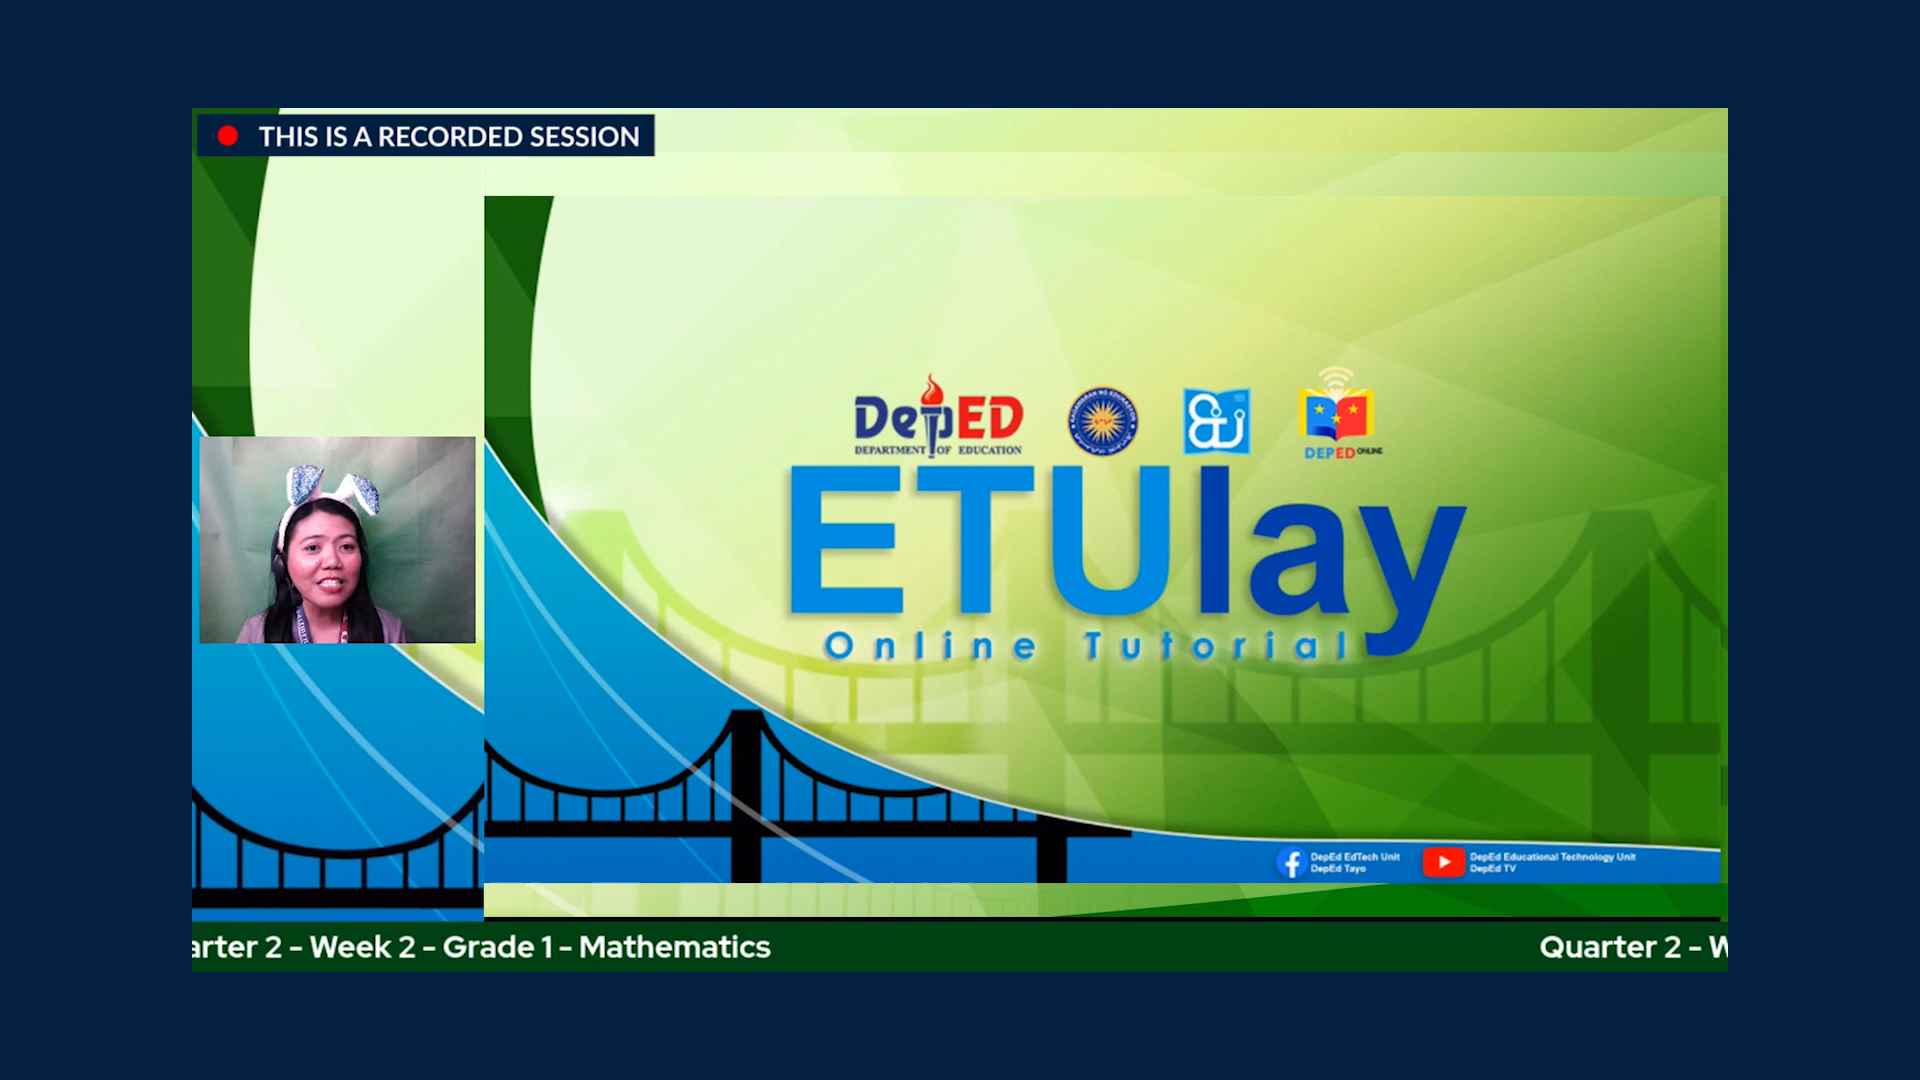 THIS IS A RECORDED SESSION
DepED
DEPARTMENT OF EDUCATION
DEPED ONLINE
ETUlay
Online Tutorial
DepEd EdTech Unit
DepEd Tayo
DepEd Educational Technology Unit
DepEd TV
arter 2 - Week 2 - Grade 1 - Mathematics
Quarter 2 - W